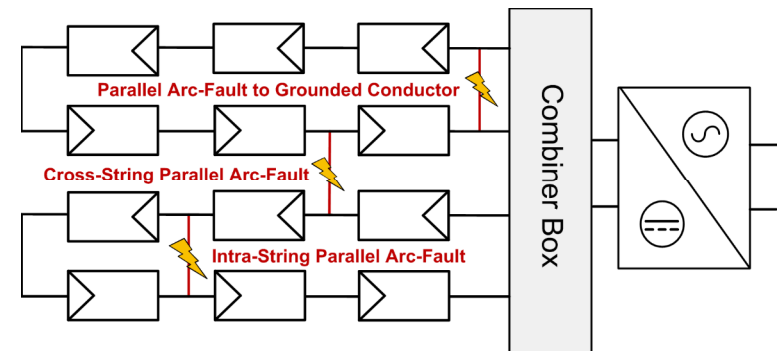 Parallel Arc-Fault to Grounded Conductor
Cross-String Parallel Arc-Fault
Intra-String Parallel Arc-Fault
Combiner Box